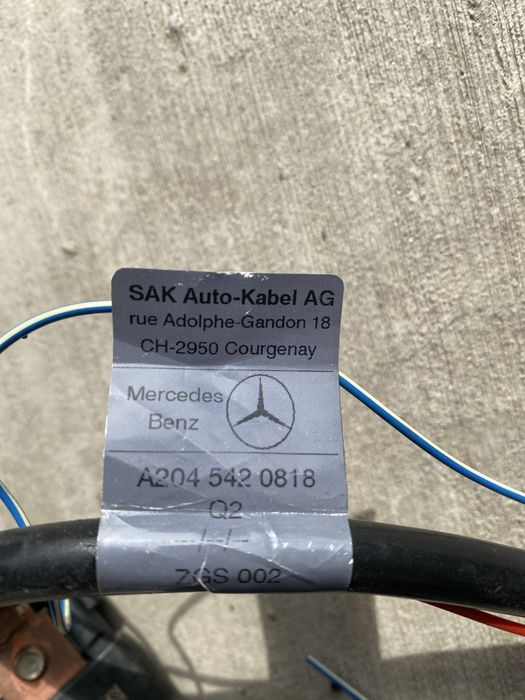 SAK Auto-Kabel AG
rue Adolphe-Gandon 18
CH-2950 Courgenay
Mercedes
Benz
A204 542 0818
Q2
--/--/--
ZGS 002